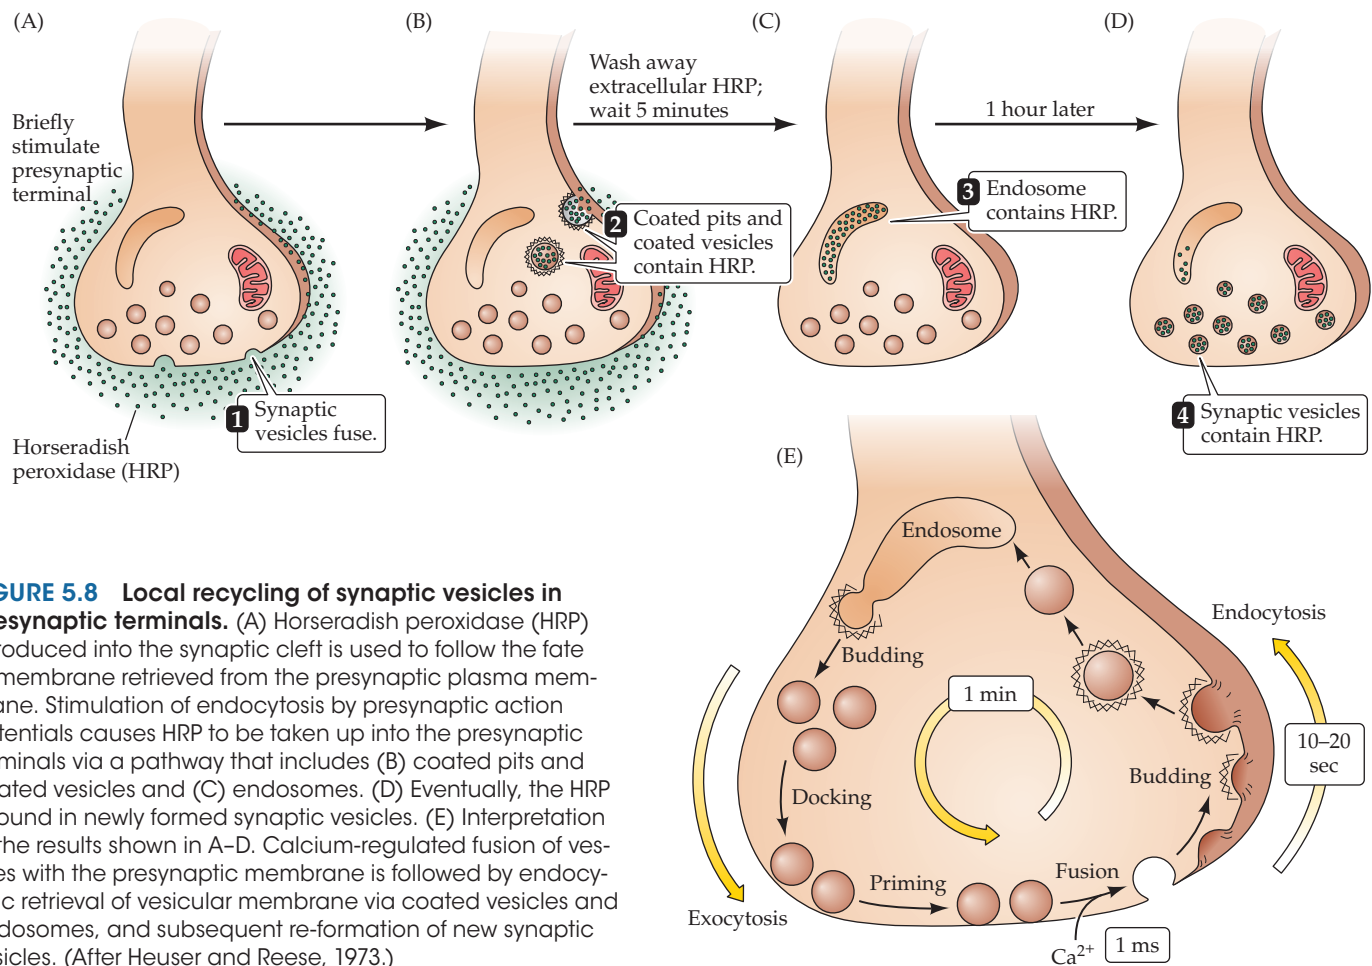 (A)
Briefly
stimulate
presynaptic
terminal
Horseradish
peroxidase (HRP)
1 Synaptic
vesicles fuse.
(B)
2 Coated pits and
coated vesicles
contain HRP.
Wash away
extracellular HRP;
wait 5 minutes
(C)
3 Endosome
contains HRP.
1 hour later
(D)
4 Synaptic vesicles
contain HRP.
(E)
Endosome
Budding
Docking
Exocytosis
Priming
Fusion
Ca2+ 1 ms
1 min
Budding
Endocytosis
10–20
sec
GURE 5.8 Local recycling of synaptic vesicles in
esynaptic terminals. (A) Horseradish peroxidase (HRP)
roduced into the synaptic cleft is used to follow the fate
membrane retrieved from the presynaptic plasma mem-
ane. Stimulation of endocytosis by presynaptic action
tentials causes HRP to be taken up into the presynaptic
minals via a pathway that includes (B) coated pits and
ated vesicles and (C) endosomes. (D) Eventually, the HRP
ound in newly formed synaptic vesicles. (E) Interpretation
the results shown in A–D. Calcium-regulated fusion of ves-
es with the presynaptic membrane is followed by endocy-
ic retrieval of vesicular membrane via coated vesicles and
dosomes, and subsequent re-formation of new synaptic
sicles. (After Heuser and Reese, 1973.)